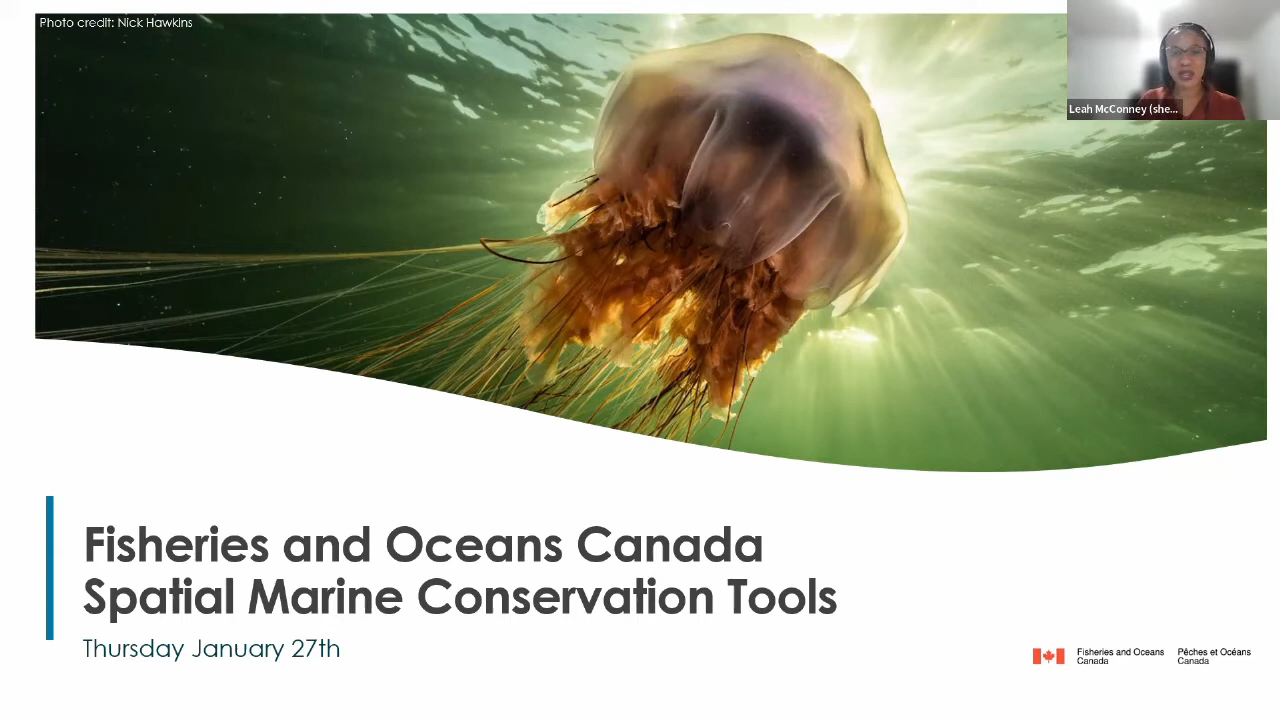 Photo credit: Nick Hawkins
Leah McConney (she...
Fisheries and Oceans Canada
Spatial Marine Conservation Tools
Thursday January 27th
Fisheries and Oceans
Canada
Pêches et Océans
Canada